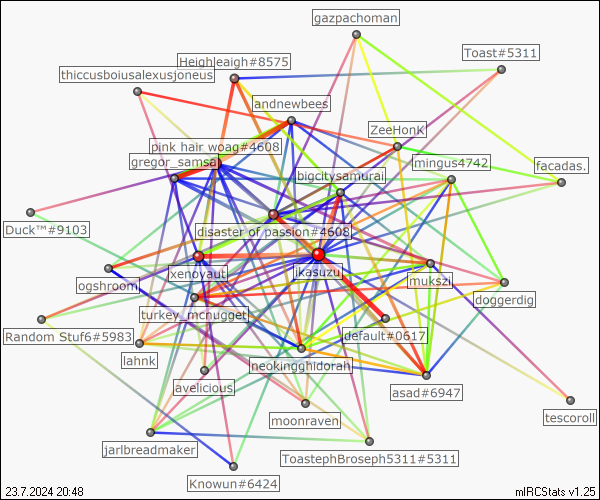 gazpachoman
Toast#5311
Heighleaigh#8575
thiccusboiusalexusjoneus
andnewbees
ZeeHonK
pink hair woag#4608
gregor_samsa
mingus4742
facadas.
bigcitysamurai
Duck™#9103
disaster of passion#4608
xenoyaut
jkasuzu
mukszi
ogshroom
doggerdig
turkey_mcnugget
Random Stuf6#5983
default#0617
lahnk
neokingghidorah
avelicious
asad#6947
moonraven
tescoroll
jarlbreadmaker
ToastephBroseph5311#5311
Knowun#6424
23.7.2024 20:48
mIRCStats v1.25